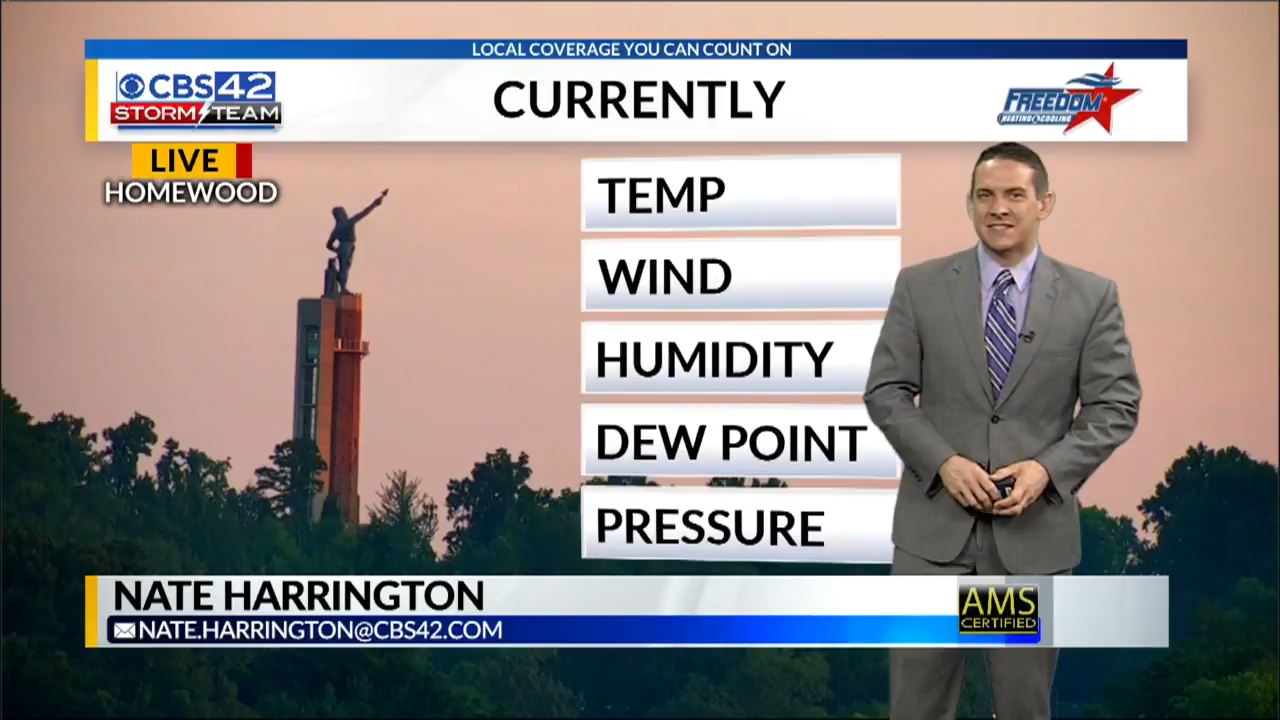 LOCAL COVERAGE YOU CAN COUNT ON
CBS 42
STORM TEAM
CURRENTLY
FREEDOM
HEATING & COOLING
LIVE
HOMEWOOD
TEMP
WIND
HUMIDITY
DEW POINT
PRESSURE
NATE HARRINGTON
NATE.HARRINGTON@CBS42.COM
AMS
CERTIFIED